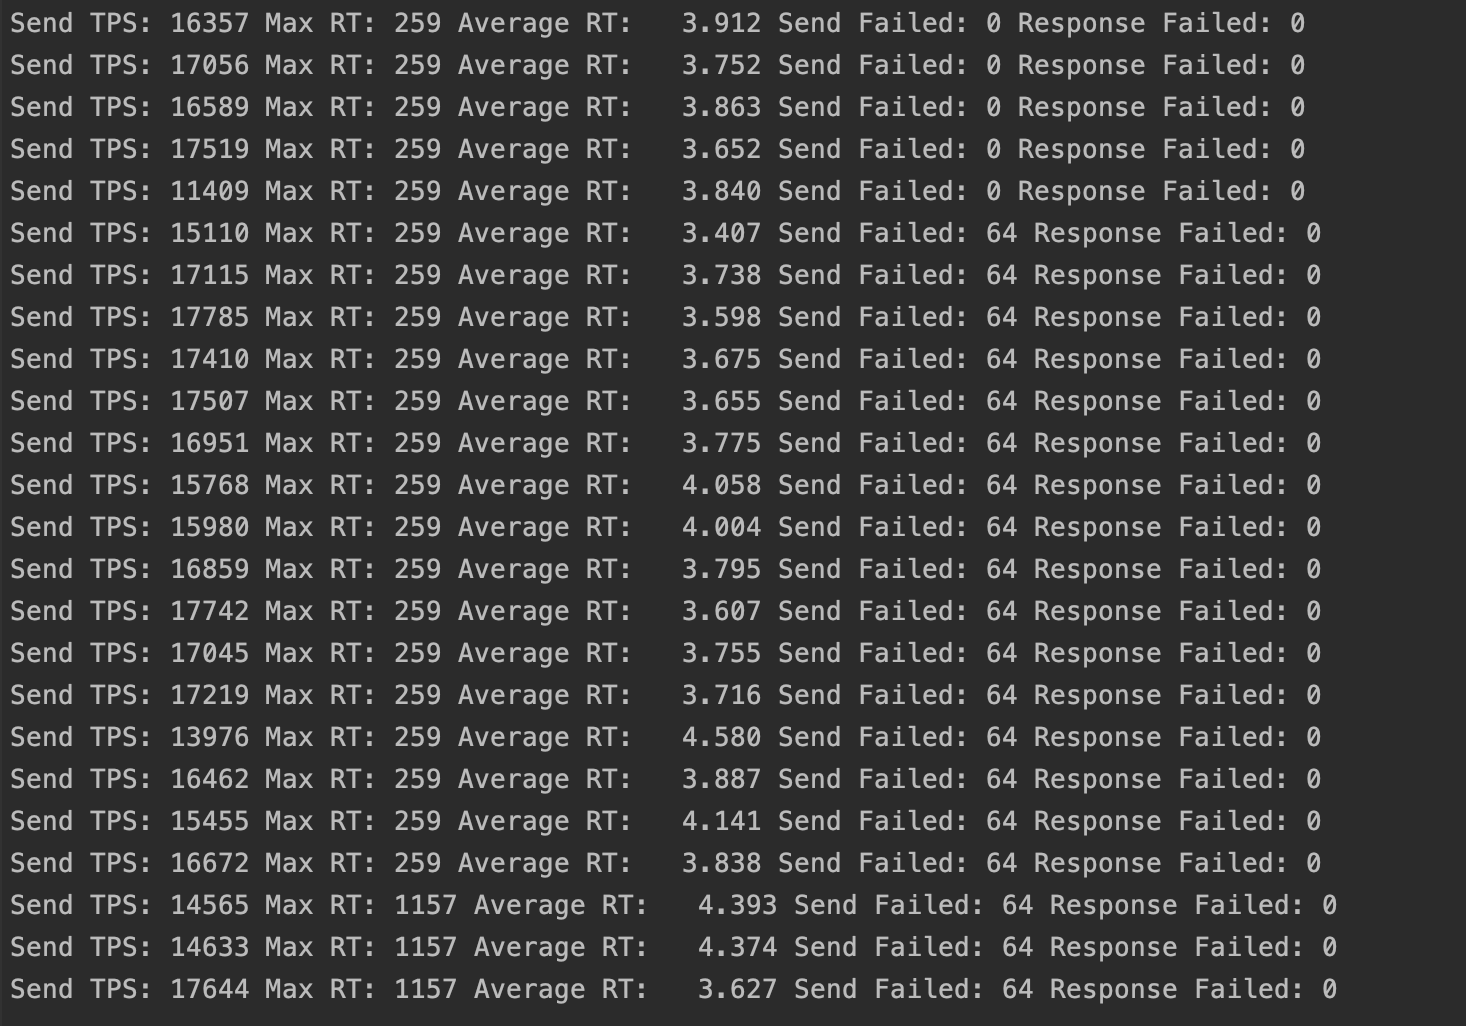 Send TPS: 16357 Max RT: 259 Average RT:   3.912 Send Failed: 0 Response Failed: 0
Send TPS: 17056 Max RT: 259 Average RT:   3.752 Send Failed: 0 Response Failed: 0
Send TPS: 16589 Max RT: 259 Average RT:   3.863 Send Failed: 0 Response Failed: 0
Send TPS: 17519 Max RT: 259 Average RT:   3.652 Send Failed: 0 Response Failed: 0
Send TPS: 11409 Max RT: 259 Average RT:   3.840 Send Failed: 0 Response Failed: 0
Send TPS: 15110 Max RT: 259 Average RT:   3.407 Send Failed: 64 Response Failed: 0
Send TPS: 17115 Max RT: 259 Average RT:   3.738 Send Failed: 64 Response Failed: 0
Send TPS: 17785 Max RT: 259 Average RT:   3.598 Send Failed: 64 Response Failed: 0
Send TPS: 17410 Max RT: 259 Average RT:   3.675 Send Failed: 64 Response Failed: 0
Send TPS: 17507 Max RT: 259 Average RT:   3.655 Send Failed: 64 Response Failed: 0
Send TPS: 16951 Max RT: 259 Average RT:   3.775 Send Failed: 64 Response Failed: 0
Send TPS: 15768 Max RT: 259 Average RT:   4.058 Send Failed: 64 Response Failed: 0
Send TPS: 15980 Max RT: 259 Average RT:   4.004 Send Failed: 64 Response Failed: 0
Send TPS: 16859 Max RT: 259 Average RT:   3.795 Send Failed: 64 Response Failed: 0
Send TPS: 17742 Max RT: 259 Average RT:   3.607 Send Failed: 64 Response Failed: 0
Send TPS: 17045 Max RT: 259 Average RT:   3.755 Send Failed: 64 Response Failed: 0
Send TPS: 17219 Max RT: 259 Average RT:   3.716 Send Failed: 64 Response Failed: 0
Send TPS: 13976 Max RT: 259 Average RT:   4.580 Send Failed: 64 Response Failed: 0
Send TPS: 16462 Max RT: 259 Average RT:   3.887 Send Failed: 64 Response Failed: 0
Send TPS: 15455 Max RT: 259 Average RT:   4.141 Send Failed: 64 Response Failed: 0
Send TPS: 16672 Max RT: 259 Average RT:   3.838 Send Failed: 64 Response Failed: 0
Send TPS: 14565 Max RT: 1157 Average RT:   4.393 Send Failed: 64 Response Failed: 0
Send TPS: 14633 Max RT: 1157 Average RT:   4.374 Send Failed: 64 Response Failed: 0
Send TPS: 17644 Max RT: 1157 Average RT:   3.627 Send Failed: 64 Response Failed: 0